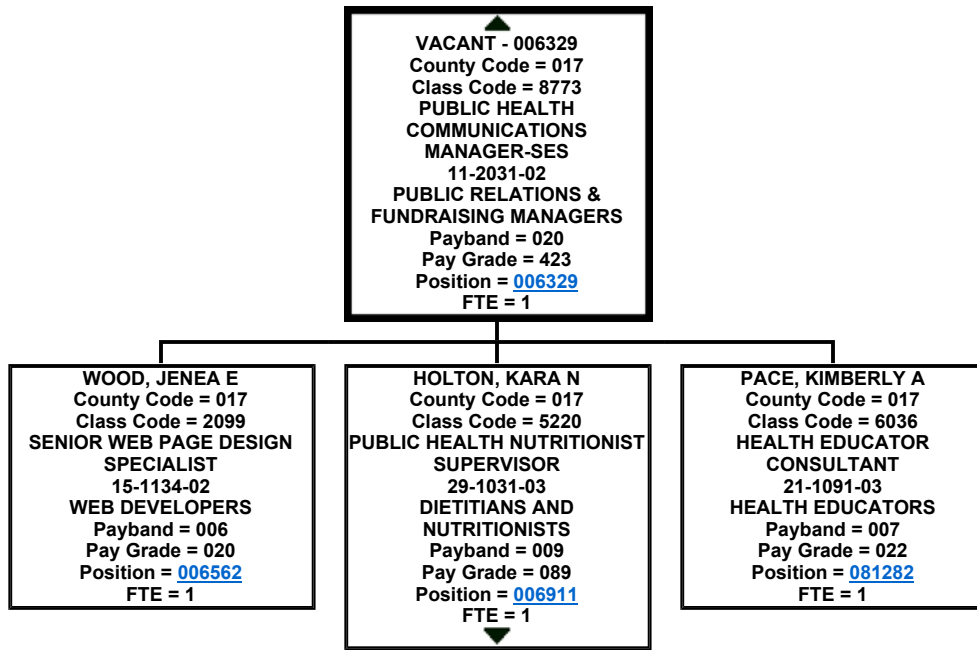 VACANT - 006329
County Code = 017
Class Code = 8773
PUBLIC HEALTH
COMMUNICATIONS
MANAGER-SES
11-2031-02
PUBLIC RELATIONS &
FUNDRAISING MANAGERS
Payband = 020
Pay Grade = 423
Position = 006329
FTE = 1
WOOD, JENEA E
County Code = 017
Class Code = 2099
SENIOR WEB PAGE DESIGN
SPECIALIST
15-1134-02
WEB DEVELOPERS
Payband = 006
Pay Grade = 020
Position = 006562
FTE = 1
HOLTON, KARA N
County Code = 017
Class Code = 5220
PUBLIC HEALTH NUTRITIONIST
SUPERVISOR
29-1031-03
DIETITIANS AND
NUTRITIONISTS
Payband = 009
Pay Grade = 089
Position = 006911
FTE = 1
PACE, KIMBERLY A
County Code = 017
Class Code = 6036
HEALTH EDUCATOR
CONSULTANT
21-1091-03
HEALTH EDUCATORS
Payband = 007
Pay Grade = 022
Position = 081282
FTE = 1